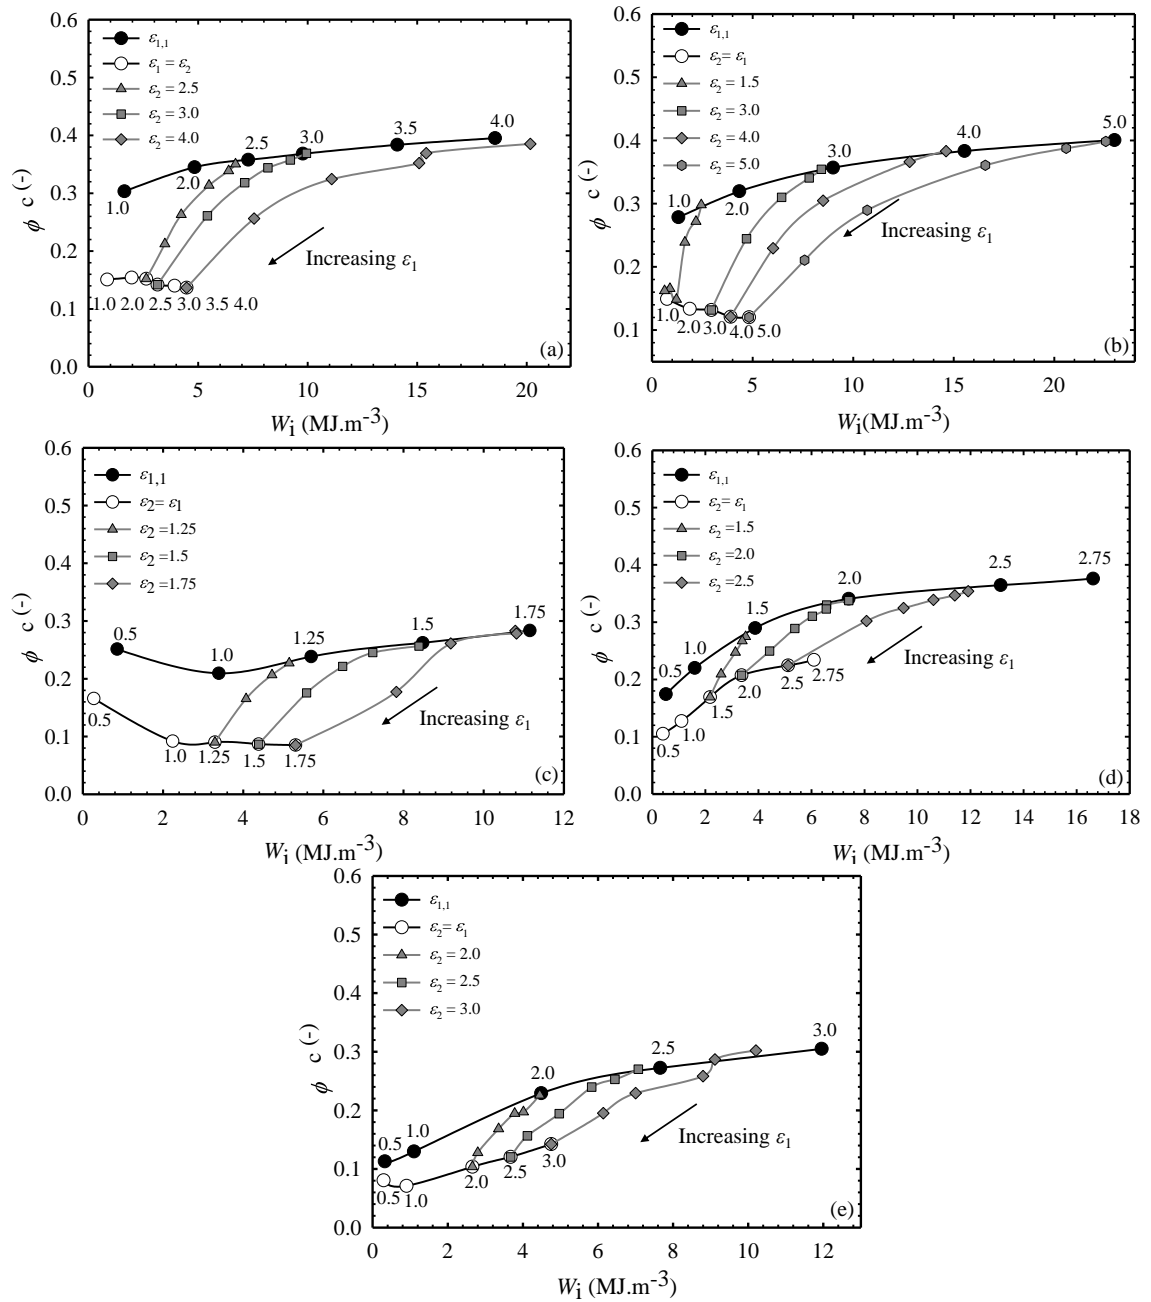 0.6
0.5
0.4
0.3
0.2
0.1
0.0
ϕ c (-)
ε1,1
ε1 = ε2
ε2 = 2.5
ε2 = 3.0
ε2 = 4.0
1.0
2.0
2.5
3.0
3.5
4.0
Increasing ε1
1.0 2.0 2.5 3.0 3.5 4.0
(a)
0 5 10 15 20
Wi (MJ.m-3)
0.6
0.5
0.4
0.3
0.2
0.1
ϕ c (-)
ε1,1
ε2= ε1
ε2 = 1.5
ε2 = 3.0
ε2 = 4.0
ε2 = 5.0
1.0
2.0
3.0
4.0
5.0
Increasing ε1
1.0 2.0 3.0 4.0 5.0
(b)
0 5 10 15 20
Wi(MJ.m-3)
0.6
0.5
0.4
0.3
0.2
0.1
0.0
ϕ c (-)
ε1,1
ε2= ε1
ε2 =1.25
ε2 =1.5
ε2 =1.75
0.5
1.0
1.25
1.5
1.75
Increasing ε1
0.5 1.0 1.25 1.5 1.75
(c)
0 2 4 6 8 10 12
Wi (MJ.m-3)
0.6
0.5
0.4
0.3
0.2
0.1
0.0
ϕ c (-)
ε1,1
ε2= ε1
ε2 =1.5
ε2 =2.0
ε2 =2.5
0.5
1.0
1.5
2.0
2.5
2.75
Increasing ε1
0.5 1.0 1.5 2.0 2.5 2.75
(d)
0 2 4 6 8 10 12 14 16 18
Wi (MJ.m-3)
0.6
0.5
0.4
0.3
0.2
0.1
0.0
ϕ c (-)
ε1,1
ε2= ε1
ε2 = 2.0
ε2 = 2.5
ε2 = 3.0
0.5
1.0
2.0
2.5
3.0
Increasing ε1
0.5 1.0 2.0 2.5 3.0
(e)
0 2 4 6 8 10 12
Wi (MJ.m-3)